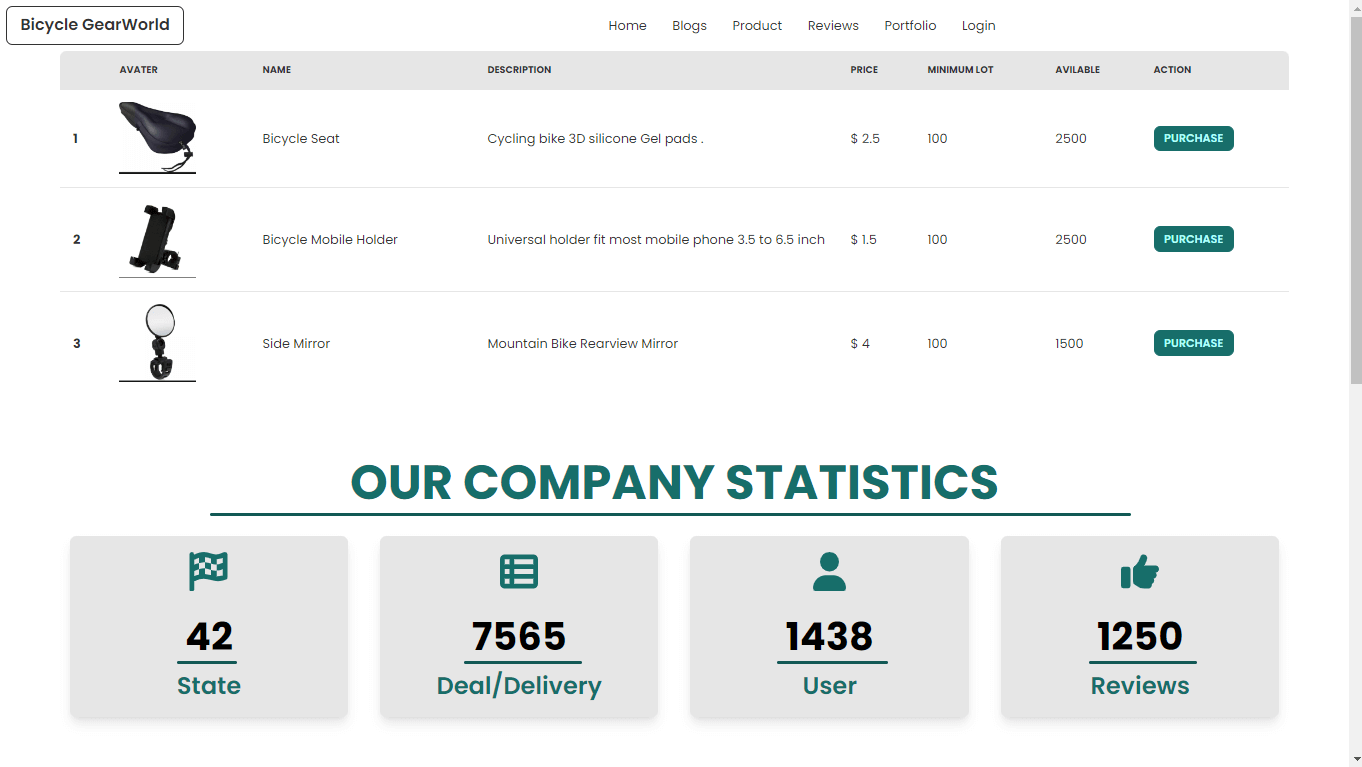 Bicycle GearWorld Home Blogs Product Reviews Portfolio Login
AVATER NAME DESCRIPTION PRICE MINIMUM LOT AVILABLE ACTION
1 Bicycle Seat Cycling bike 3D silicone Gel pads . $ 2.5 100 2500 PURCHASE
2 Bicycle Mobile Holder Universal holder fit most mobile phone 3.5 to 6.5 inch $ 1.5 100 2500 PURCHASE
3 Side Mirror Mountain Bike Rearview Mirror $ 4 100 1500 PURCHASE
OUR COMPANY STATISTICS
42 7565 1438 1250
State Deal/Delivery User Reviews